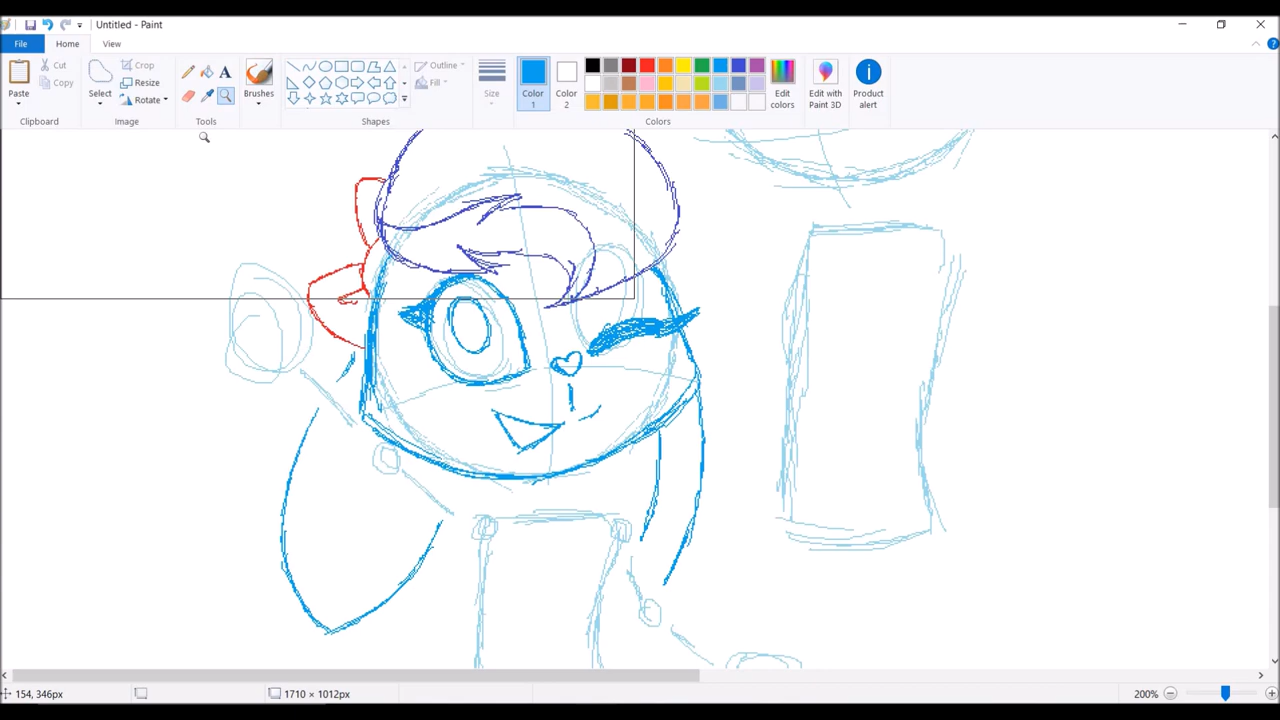 Untitled - Paint
File Home View
Cut
Copy
Paste
Clipboard
Select
Crop
Resize
Rotate
Image
A
Tools
Brushes
Outline
Fill
Shapes
Size
Color 1
Color 2
Edit colors
Colors
Edit with Paint 3D
Product alert
154, 346px
1710 × 1012px
200%